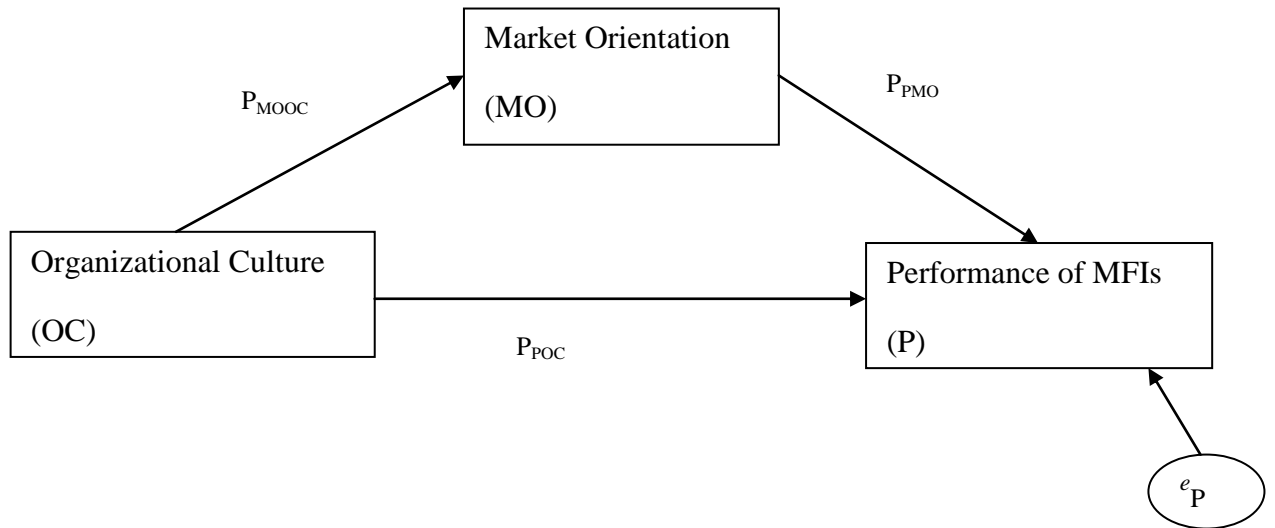 Market Orientation
(MO)
P_MOOC
P_PMO
Organizational Culture
(OC)
Performance of MFIs
(P)
P_POC
e_P